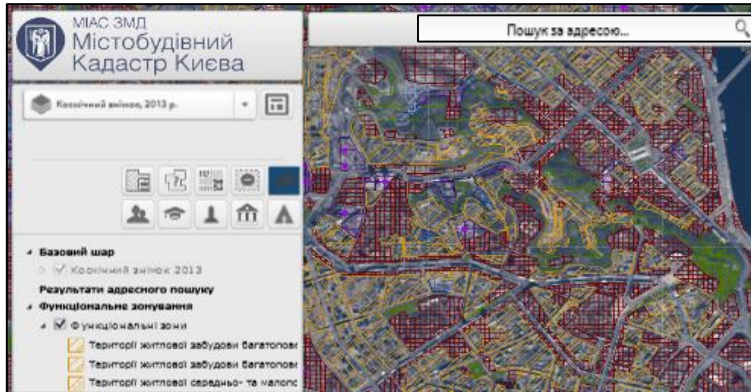 МІАС ЗМД
Містобудівний
Кадастр Києва
Пошук за адресою...
Космічний знімок, 2013 р.
Базовий шар
Космічний знімок 2013
Результати адресного пошуку
Функціональне зонування
Функціональні зони
Території житлової забудови багатопове
Території житлової забудови багатопове
Території житлової середньо- та малопо